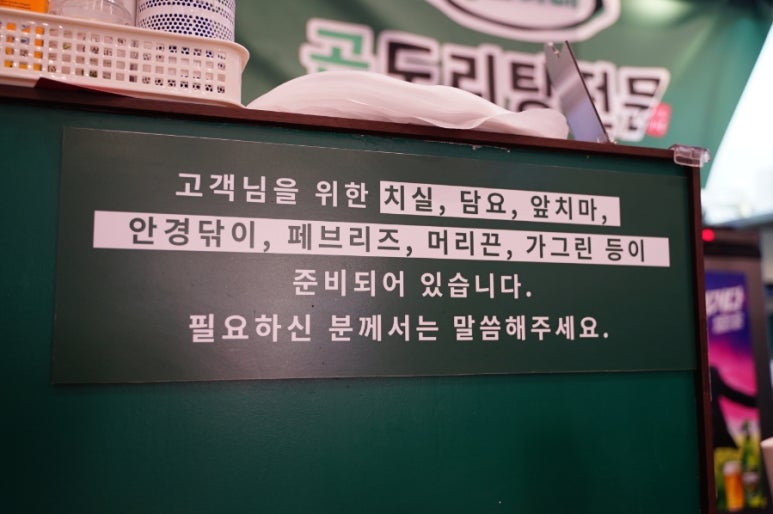 곱도리탕전문
고객님을 위한 치실, 담요, 앞치마,
안경닦이, 페브리즈, 머리끈, 가그린 등이
준비되어 있습니다.
필요하신 분께서는 말씀해주세요.